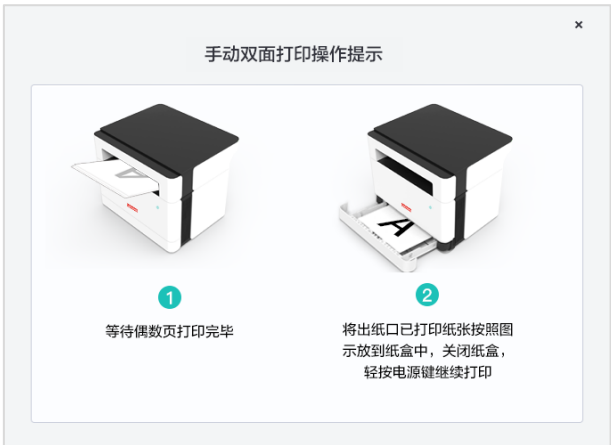 ×
手动双面打印操作提示
A
A
1
2
等待偶数页打印完毕
将出纸口已打印纸张按照图
示放到纸盒中，关闭纸盒，
轻按电源键继续打印